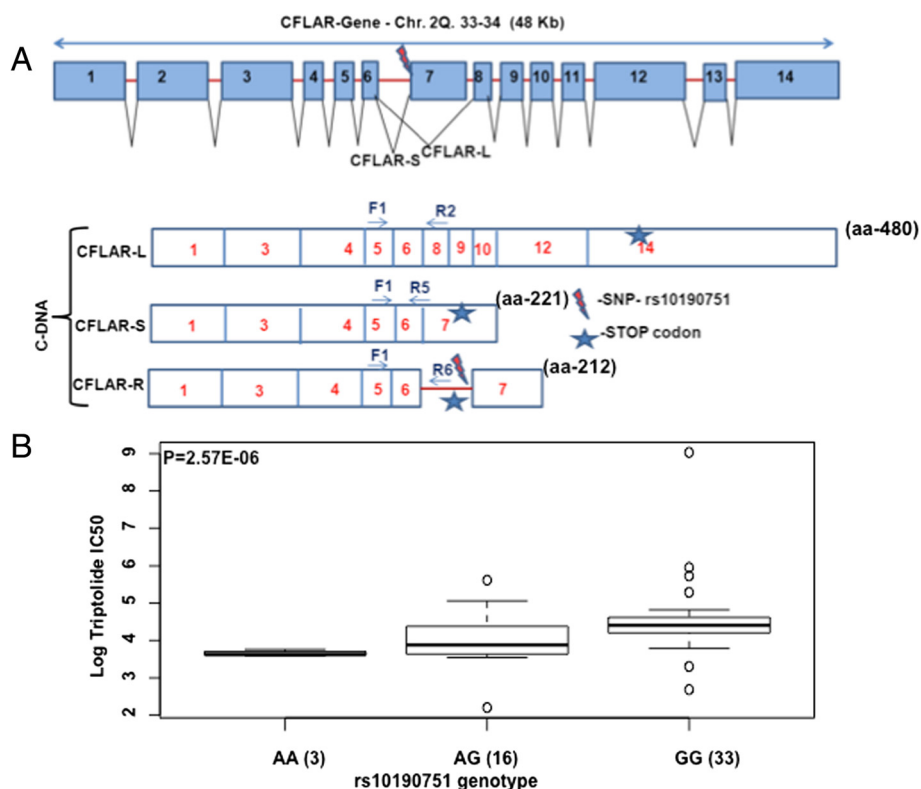 A
CFLAR-Gene - Chr. 2Q. 33-34 (48 Kb)
1 2 3 4 5 6 7 8 9 10 11 12 13 14
CFLAR-S CFLAR-L
C-DNA
F1 R2
CFLAR-L 1 3 4 5 6 8 9 10 12 14 (aa-480)
F1 R5
CFLAR-S 1 3 4 5 6 7 (aa-221)
-SNP- rs10190751
-STOP codon
F1 R6
CFLAR-R 1 3 4 5 6 7 (aa-212)
B
P=2.57E-06
Log Triptolide IC50
9
8
7
6
5
4
3
2
AA (3) AG (16) GG (33)
rs10190751 genotype